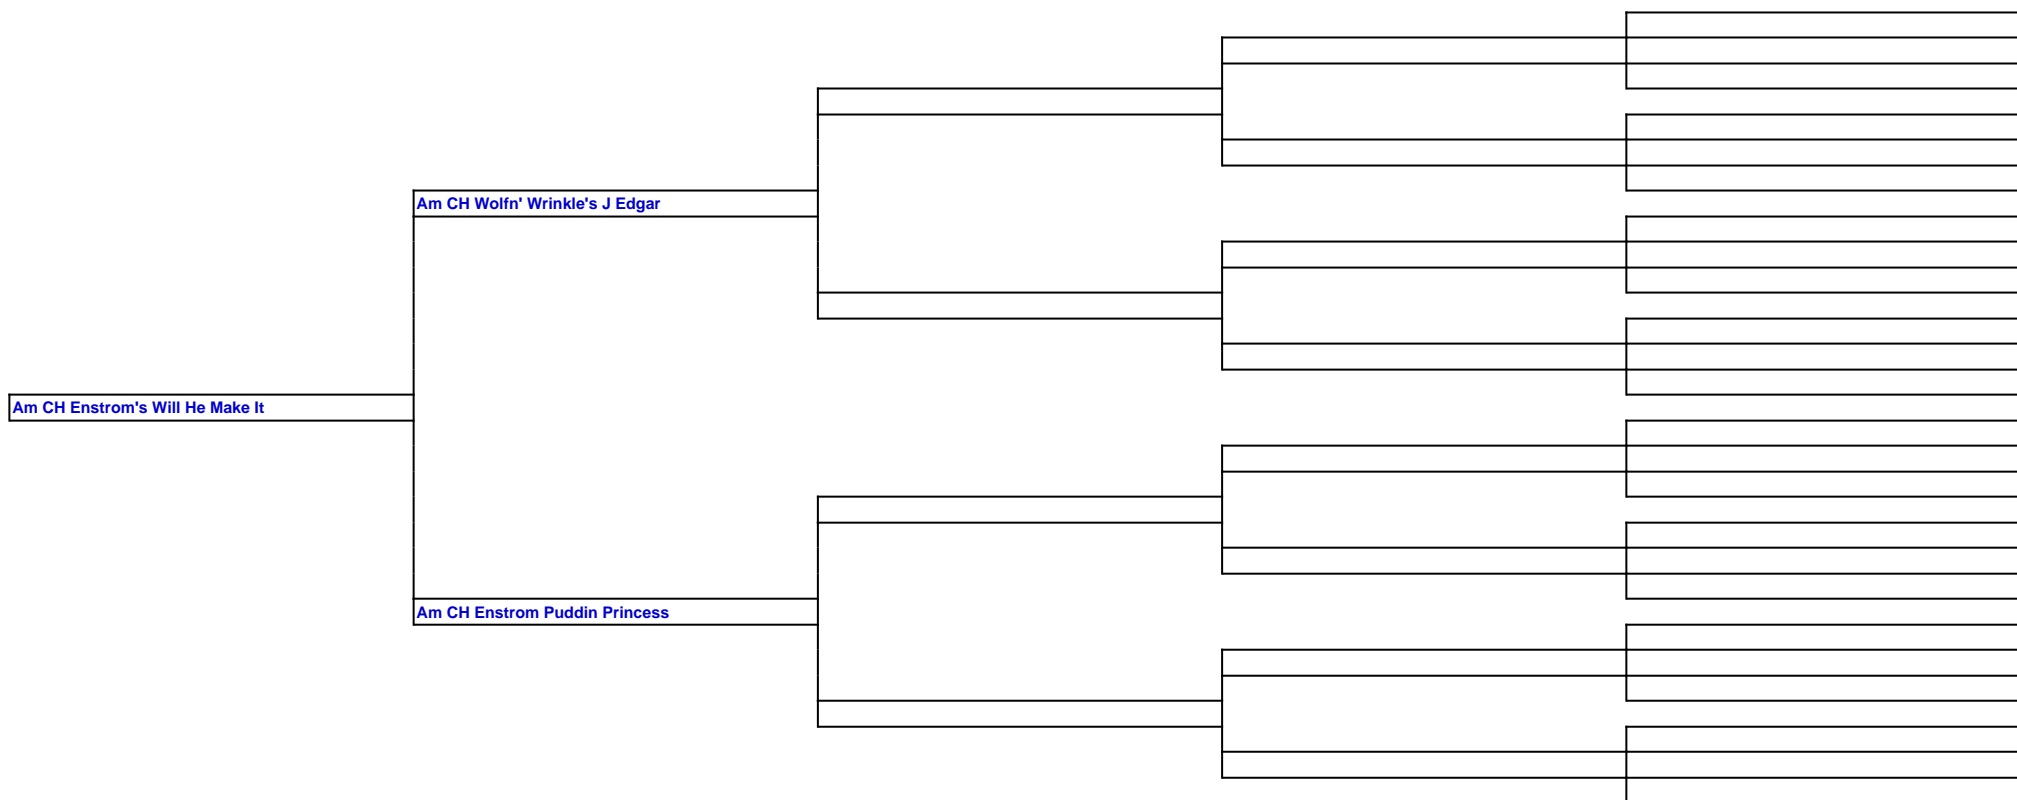 Am CH Wolfn' Wrinkle's J Edgar
Am CH Enstrom's Will He Make It
Am CH Enstrom Puddin Princess